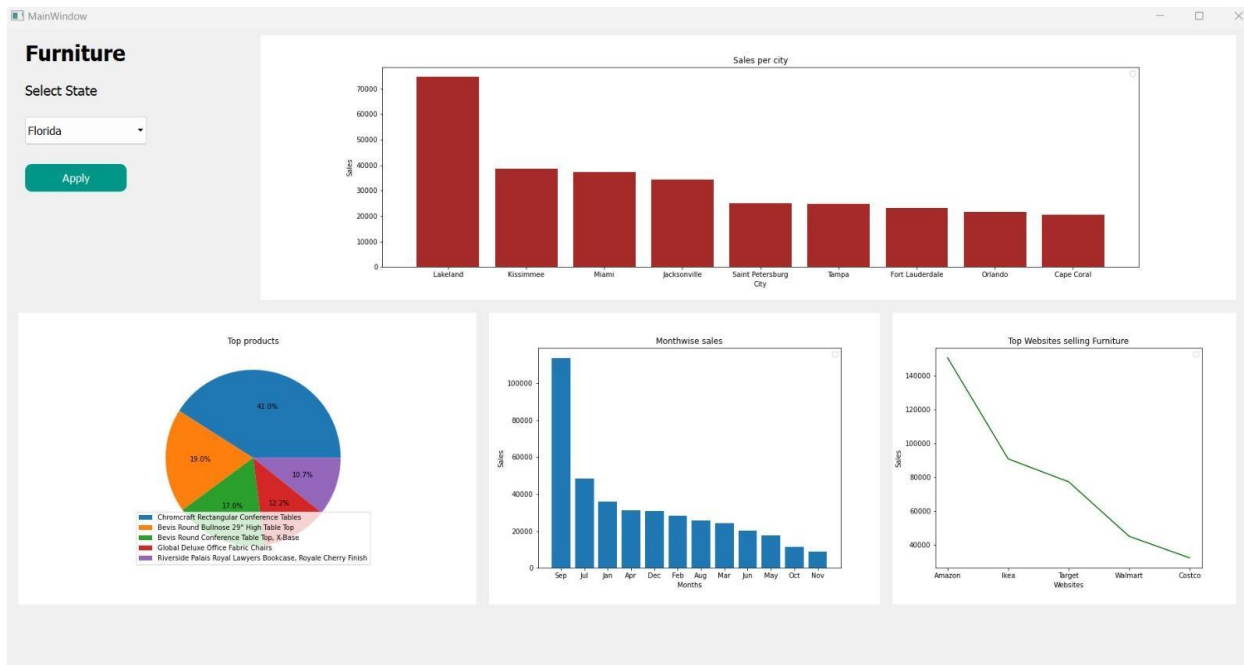 MainWindow
Furniture
Select State
Florida
Apply
Sales per city
70000
60000
50000
40000
30000
20000
10000
0
Sales
Lakeland Kissimmee Miami Jacksonville Saint Petersburg Tampa Fort Lauderdale Orlando Cape Coral
City
Top products
41.0%
19.0%
17.0%
12.2%
10.7%
Chromcraft Rectangular Conference Tables
Bevis Round Bullnose 29" High Table Top
Bevis Round Conference Table Top, X-Base
Global Deluxe Office Fabric Chairs
Riverside Palais Royal Lawyers Bookcase, Royale Cherry Finish
Monthwise sales
100000
80000
60000
40000
20000
0
Sales
Sep Jul Jan Apr Dec Feb Aug Mar Jun May Oct Nov
Months
Top Websites selling Furniture
140000
120000
100000
80000
60000
40000
Sales
Amazon Ikea Target Walmart Costco
Websites